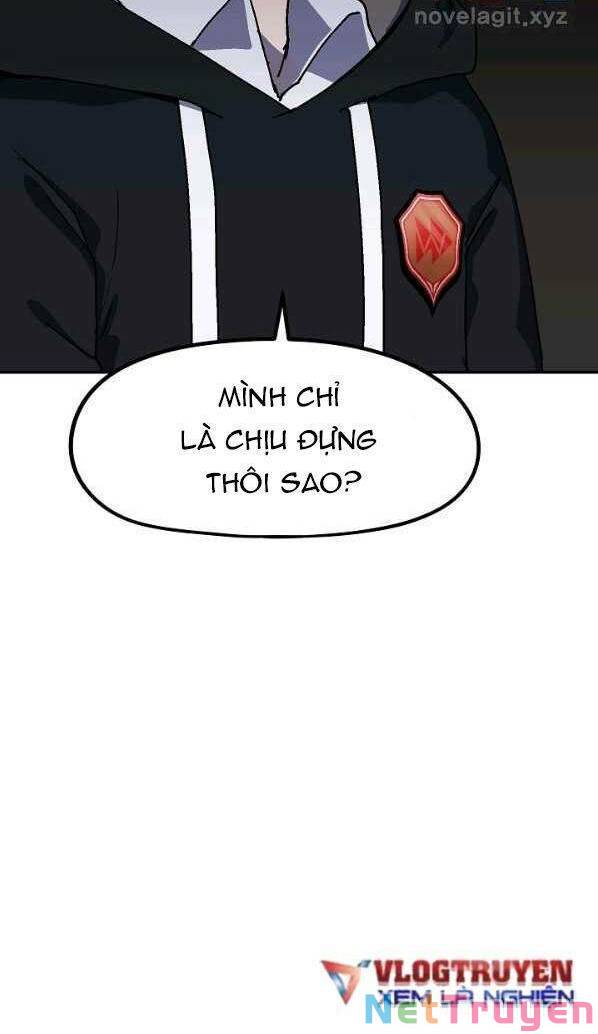 novelagit.xyz
MÌNH CHỈ
LÀ CHỊU ĐỰNG
THÔI SAO?
VLOGTRUYEN
XEM LÀ NGHIỆN
NetTruyen